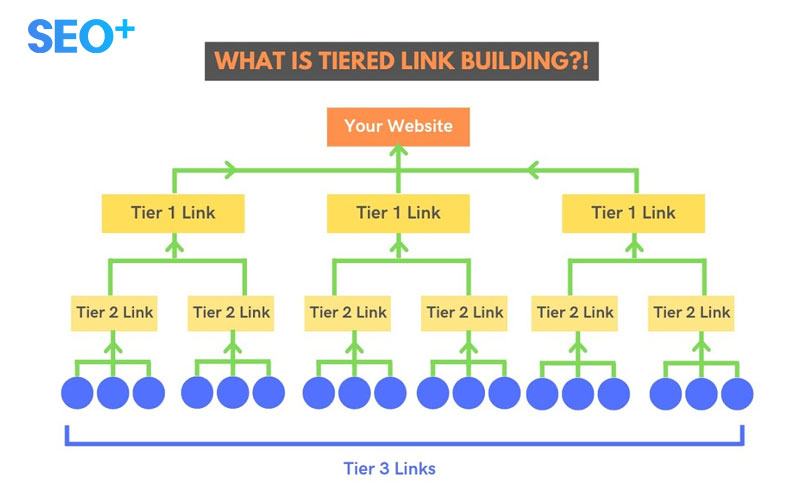 SEO+
WHAT IS TIERED LINK BUILDING?!
Your Website
Tier 1 Link
Tier 1 Link
Tier 1 Link
Tier 2 Link
Tier 2 Link
Tier 2 Link
Tier 2 Link
Tier 2 Link
Tier 2 Link
Tier 3 Links